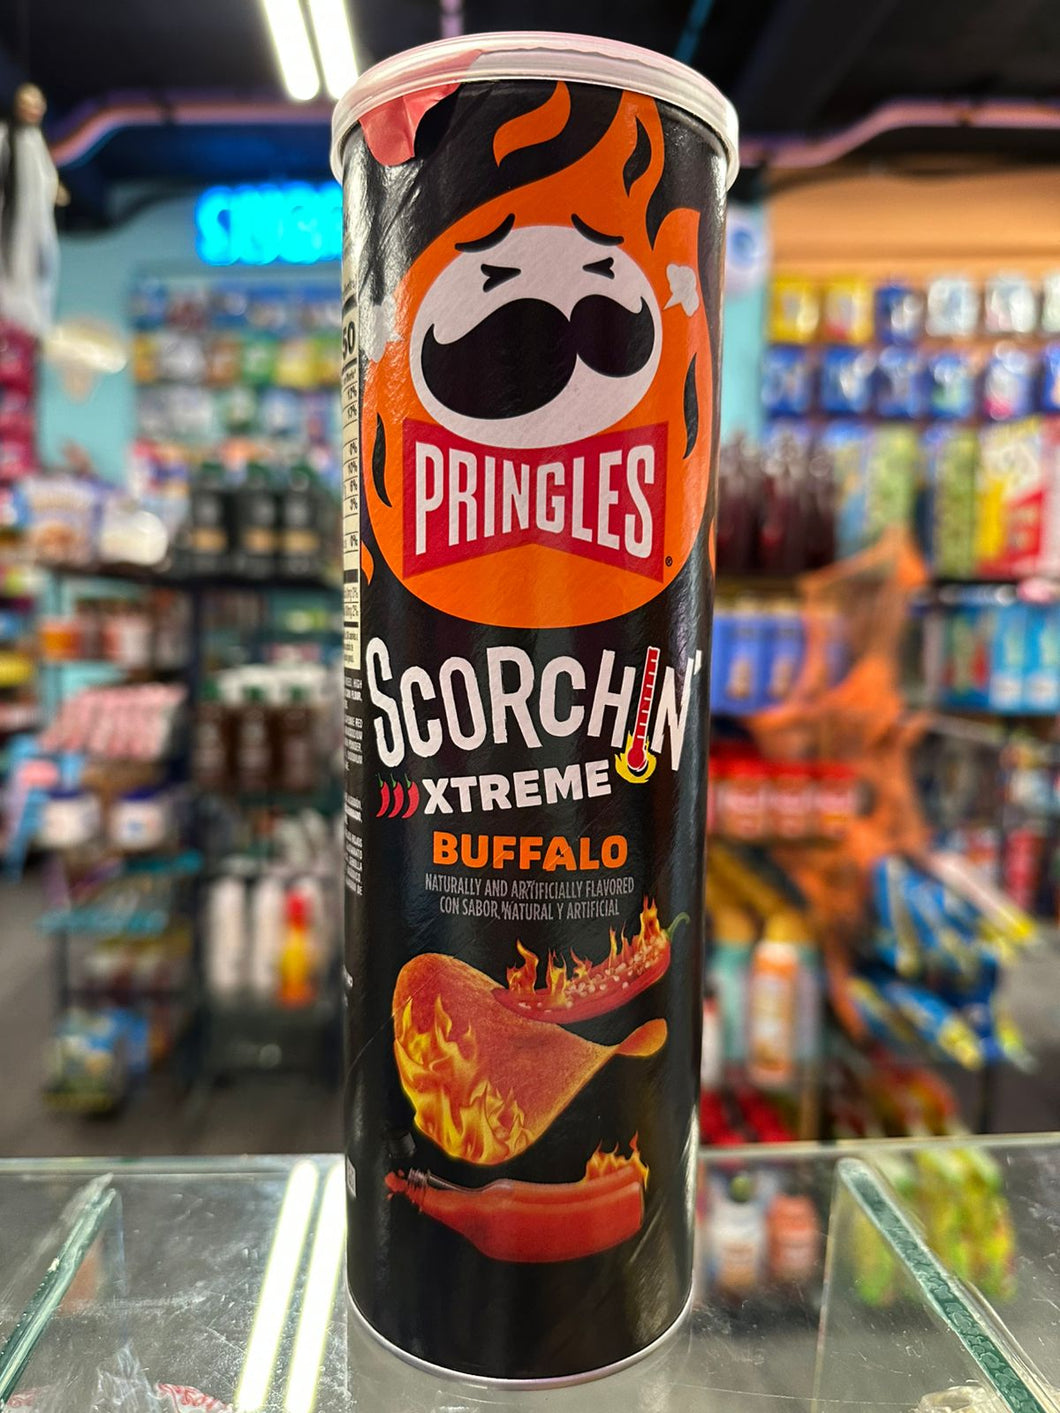 PRINGLES
SCORCHIN'
XTREME
BUFFALO
NATURALLY AND ARTIFICIALLY FLAVORED
CON SABOR NATURAL Y ARTIFICIAL